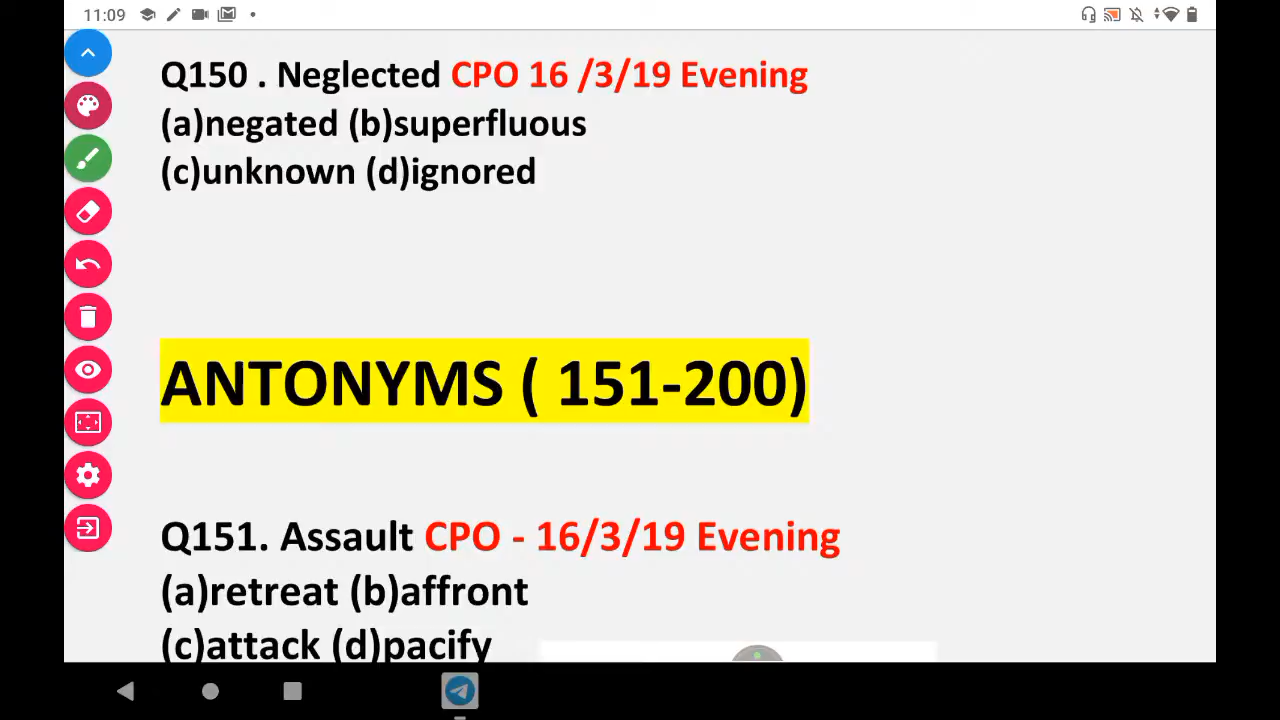 11:09
Q150 . Neglected CPO 16 /3/19 Evening
(a)negated (b)superfluous
(c)unknown (d)ignored
ANTONYMS ( 151-200)
Q151. Assault CPO - 16/3/19 Evening
(a)retreat (b)affront
(c)attack (d)pacify